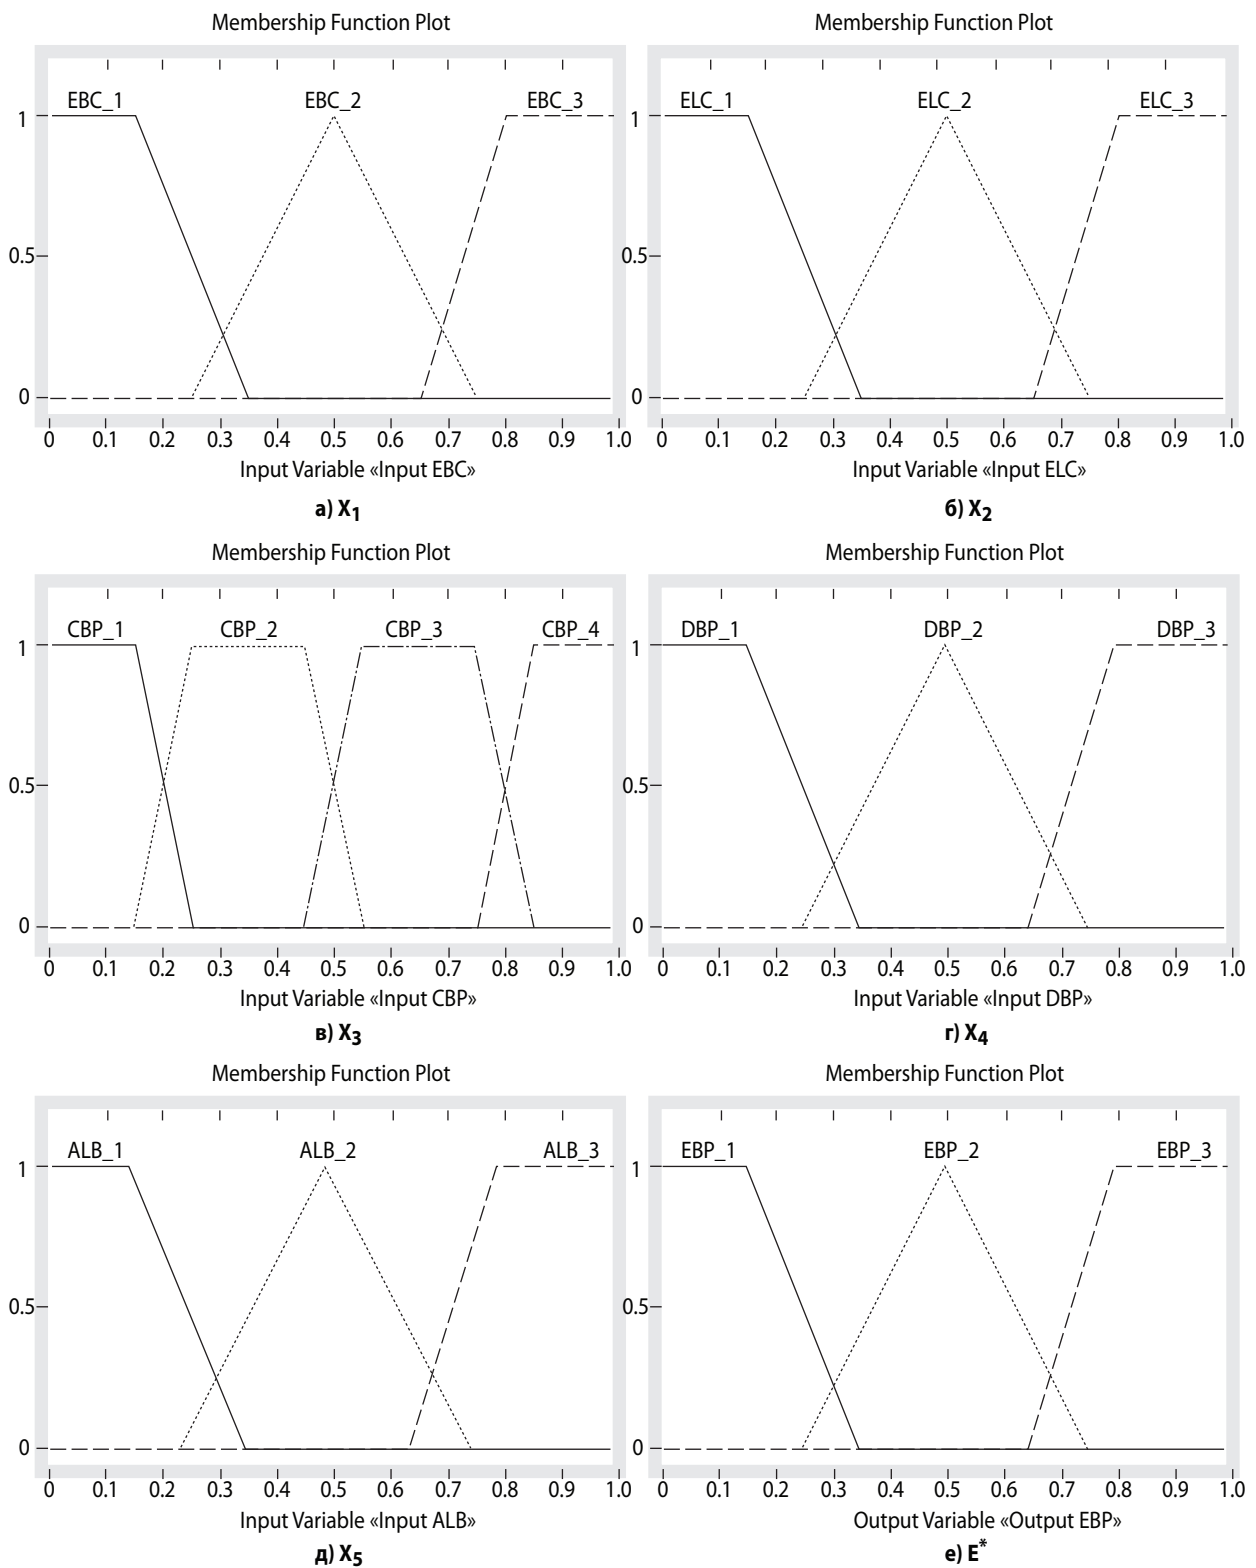 Membership Function Plot
EBC_1 EBC_2 EBC_3
1
0.5
0
0 0.1 0.2 0.3 0.4 0.5 0.6 0.7 0.8 0.9 1.0
Input Variable «Input EBC»
а) X1
Membership Function Plot
ELC_1 ELC_2 ELC_3
1
0.5
0
0 0.1 0.2 0.3 0.4 0.5 0.6 0.7 0.8 0.9 1.0
Input Variable «Input ELC»
б) X2
Membership Function Plot
CBP_1 CBP_2 CBP_3 CBP_4
1
0.5
0
0 0.1 0.2 0.3 0.4 0.5 0.6 0.7 0.8 0.9 1.0
Input Variable «Input CBP»
в) X3
Membership Function Plot
DBP_1 DBP_2 DBP_3
1
0.5
0
0 0.1 0.2 0.3 0.4 0.5 0.6 0.7 0.8 0.9 1.0
Input Variable «Input DBP»
г) X4
Membership Function Plot
ALB_1 ALB_2 ALB_3
1
0.5
0
0 0.1 0.2 0.3 0.4 0.5 0.6 0.7 0.8 0.9 1.0
Input Variable «Input ALB»
д) X5
Membership Function Plot
EBP_1 EBP_2 EBP_3
1
0.5
0
0 0.1 0.2 0.3 0.4 0.5 0.6 0.7 0.8 0.9 1.0
Output Variable «Output EBP»
е) E*